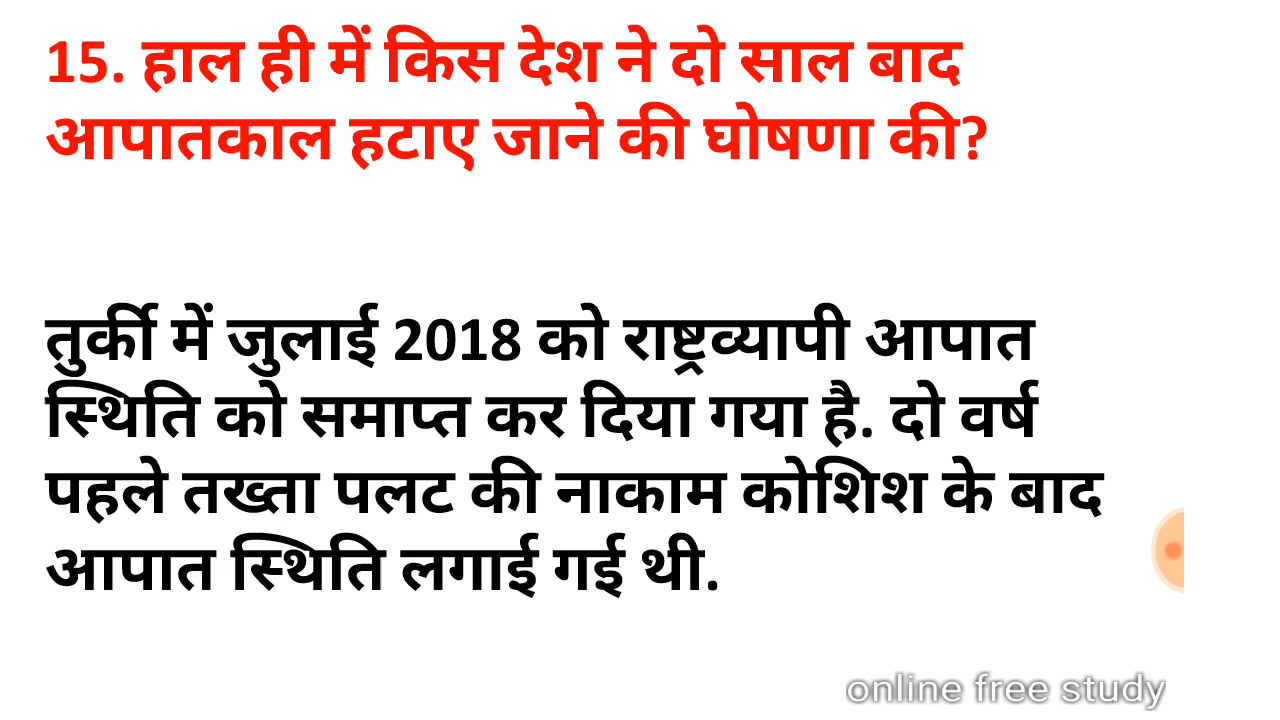 15. हाल ही में किस देश ने दो साल बाद
आपातकाल हटाए जाने की घोषणा की?
तुर्की में जुलाई 2018 को राष्ट्रव्यापी आपात
स्थिति को समाप्त कर दिया गया है. दो वर्ष
पहले तख्ता पलट की नाकाम कोशिश के बाद
आपात स्थिति लगाई गई थी.
online free study